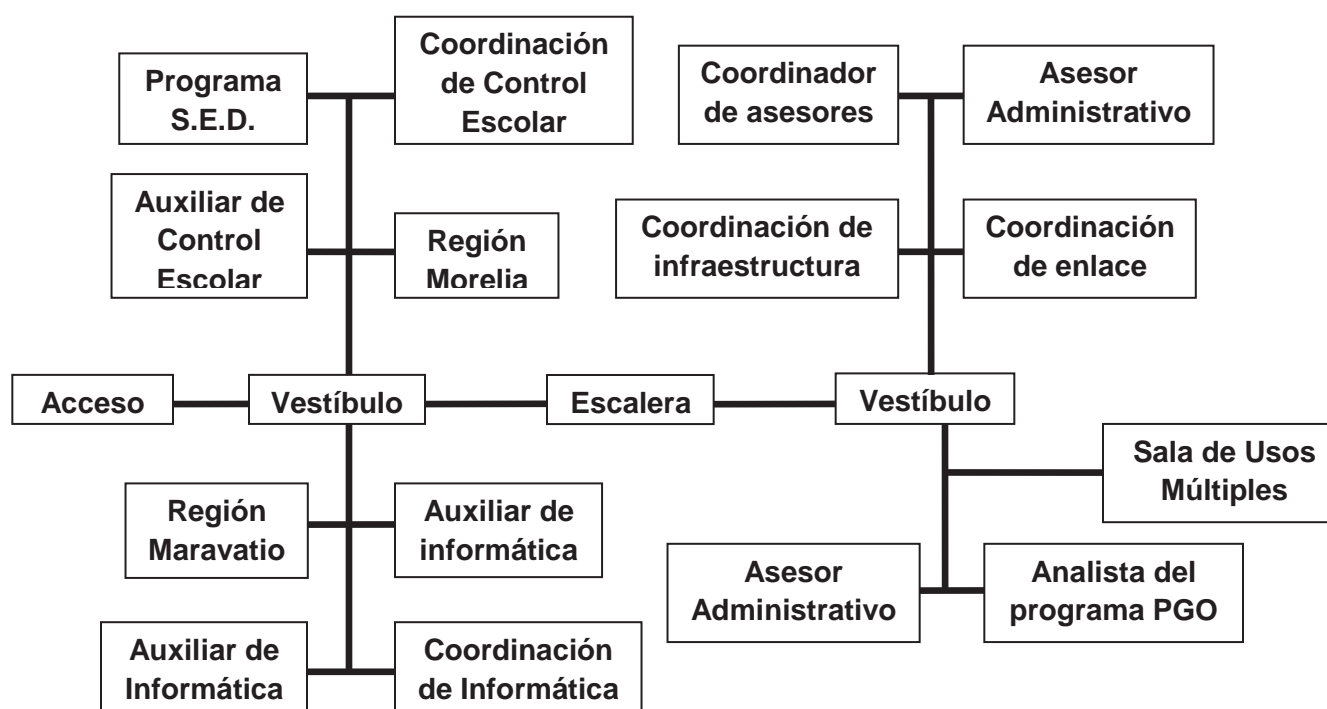 Programa
S.E.D.
Coordinación
de Control
Escolar
Coordinador
de asesores
Asesor
Administrativo
Auxiliar de
Control
Escolar
Región
Morelia
Coordinación de
infraestructura
Coordinación
de enlace
Acceso
Vestíbulo
Escalera
Vestíbulo
Sala de Usos
Múltiples
Región
Maravatio
Auxiliar de
informática
Asesor
Administrativo
Analista del
programa PGO
Auxiliar de
Informática
Coordinación
de Informática